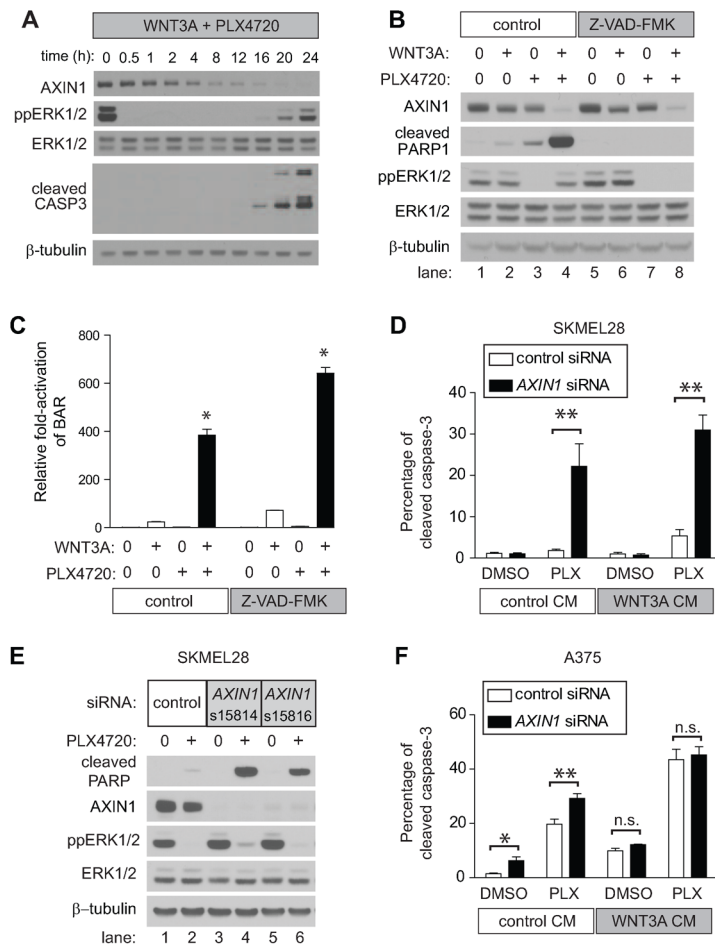 A
WNT3A + PLX4720
time (h): 0 0.5 1 2 4 8 12 16 20 24
AXIN1
ppERK1/2
ERK1/2
cleaved
CASP3
β-tubulin
B
control Z-VAD-FMK
WNT3A: 0 + 0 + 0 + 0 +
PLX4720: 0 0 + + 0 0 + +
AXIN1
cleaved
PARP1
ppERK1/2
ERK1/2
β-tubulin
lane: 1 2 3 4 5 6 7 8
C
Relative fold-activation
of BAR
800
600
400
200
0
* *
WNT3A: 0 + 0 + 0 + 0 +
PLX4720: 0 0 + + 0 0 + +
control Z-VAD-FMK
D
SKMEL28
control siRNA
AXIN1 siRNA
Percentage of
cleaved caspase-3
40
30
20
10
0
** **
DMSO PLX DMSO PLX
control CM WNT3A CM
E
SKMEL28
siRNA: control AXIN1 s15814 AXIN1 s15816
PLX4720: 0 + 0 + 0 +
cleaved
PARP
AXIN1
ppERK1/2
ERK1/2
β–tubulin
lane: 1 2 3 4 5 6
F
A375
control siRNA
AXIN1 siRNA
Percentage of
cleaved caspase-3
60
40
20
0
* ** n.s. n.s.
DMSO PLX DMSO PLX
control CM WNT3A CM